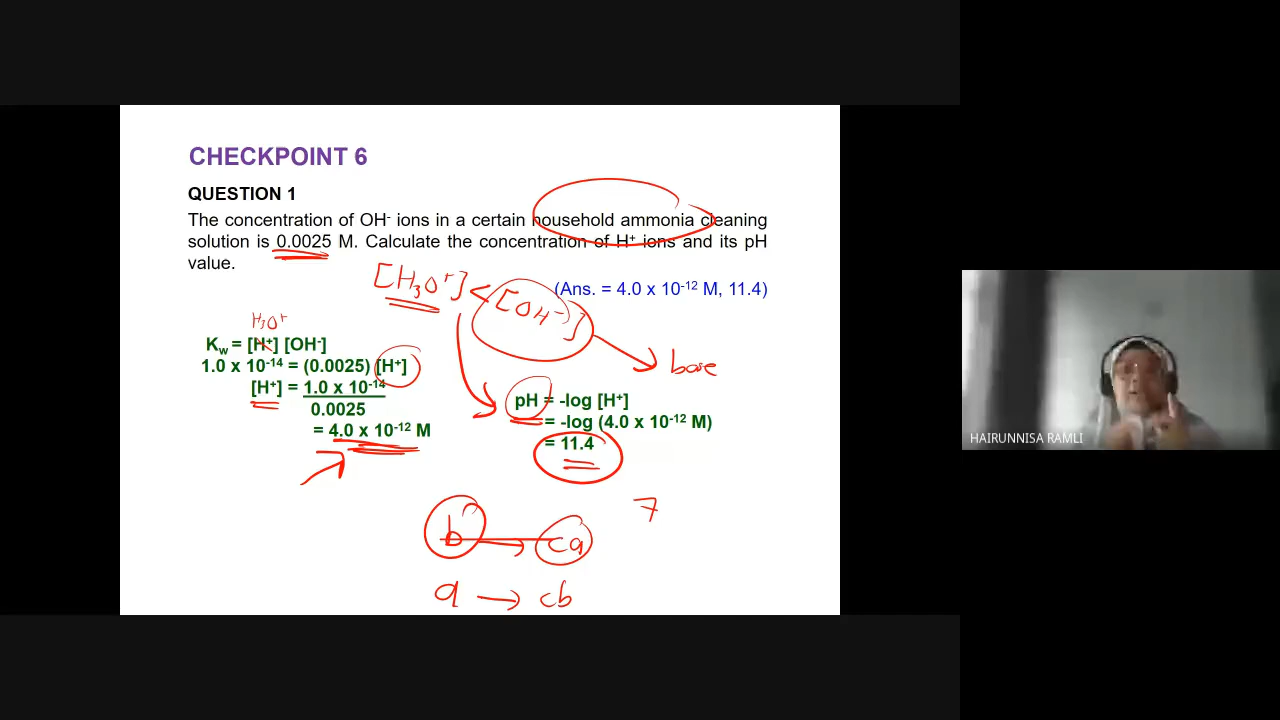 CHECKPOINT 6
QUESTION 1
The concentration of OH- ions in a certain household ammonia cleaning
solution is 0.0025 M. Calculate the concentration of H+ ions and its pH
value.
(Ans. = 4.0 x 10-12 M, 11.4)
[H3O+] < [OH-]
base
H3O+
Kw = [H+] [OH-]
1.0 x 10-14 = (0.0025) [H+]
[H+] = 1.0 x 10-14
0.0025
= 4.0 x 10-12 M
pH = -log [H+]
= -log (4.0 x 10-12 M)
= 11.4
7
b → ca
a → cb
HAIRUNNISA RAMLI